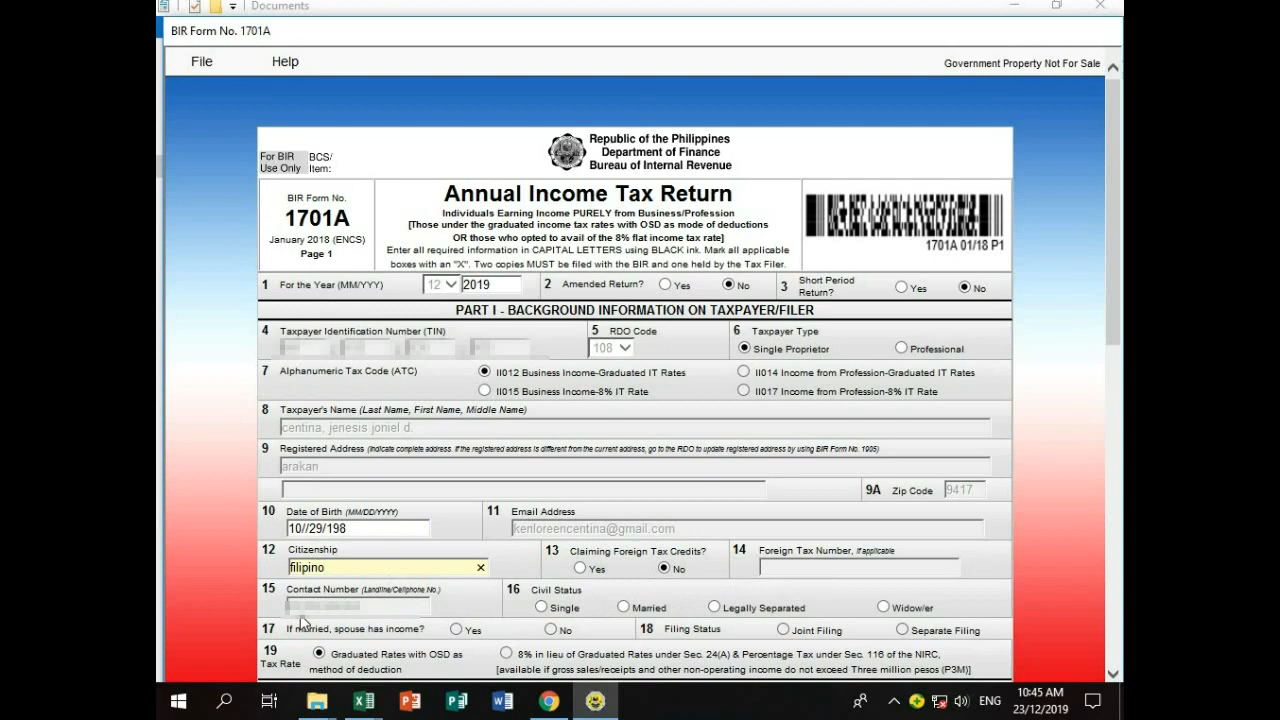 Documents
BIR Form No. 1701A
File Help Government Property Not For Sale
For BIR Use Only BCS/ Item:
Republic of the Philippines
Department of Finance
Bureau of Internal Revenue
BIR Form No.
1701A
January 2018 (ENCS)
Page 1
Annual Income Tax Return
Individuals Earning Income PURELY from Business/Profession
[Those under the graduated income tax rates with OSD as mode of deductions
OR those who opted to avail of the 8% flat income tax rate]
Enter all required information in CAPITAL LETTERS using BLACK ink. Mark all applicable
boxes with an "X". Two copies MUST be filed with the BIR and one held by the Tax Filer.
1701A 01/18 P1
1 For the Year (MM/YYY) 12 2019 2 Amended Return? Yes No 3 Short Period Return? Yes No
PART I - BACKGROUND INFORMATION ON TAXPAYER/FILER
4 Taxpayer Identification Number (TIN) 5 RDO Code 6 Taxpayer Type
108 Single Proprietor Professional
7 Alphanumeric Tax Code (ATC) II012 Business Income-Graduated IT Rates II014 Income from Profession-Graduated IT Rates
II015 Business Income-8% IT Rate II017 Income from Profession-8% IT Rate
8 Taxpayer's Name (Last Name, First Name, Middle Name)
centina, jenesis joniel d.
9 Registered Address (Indicate complete address. If the registered address is different from the current address, go to the RDO to update registered address by using BIR Form No. 1905)
arakan
9A Zip Code 9417
10 Date of Birth (MM/DD/YYYY) 11 Email Address
10//29/198 kenloreencentina@gmail.com
12 Citizenship 13 Claiming Foreign Tax Credits? 14 Foreign Tax Number, if applicable
filipino × Yes No
15 Contact Number (Landline/Cellphone No.) 16 Civil Status
Single Married Legally Separated Widow/er
17 If married, spouse has income? Yes No 18 Filing Status Joint Filing Separate Filing
19 Tax Rate Graduated Rates with OSD as method of deduction 8% in lieu of Graduated Rates under Sec. 24(A) & Percentage Tax under Sec. 116 of the NIRC,
[available if gross sales/receipts and other non-operating income do not exceed Three million pesos (P3M)]
ENG 10:45 AM
23/12/2019